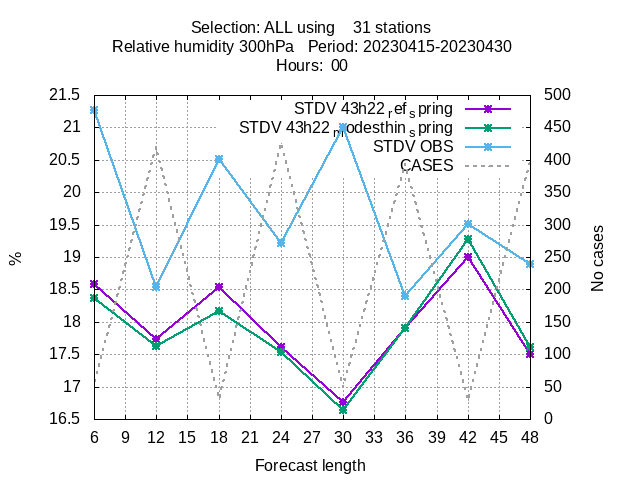 Selection: ALL using    31 stations
Relative humidity 300hPa   Period: 20230415-20230430
Hours:  00
STDV 43h22_ref_spring
STDV 43h22_nodesthin_spring
STDV OBS
CASES
21.5
21
20.5
20
19.5
19
18.5
18
17.5
17
16.5
%
500
450
400
350
300
250
200
150
100
50
0
No cases
6 9 12 15 18 21 24 27 30 33 36 39 42 45 48
Forecast length